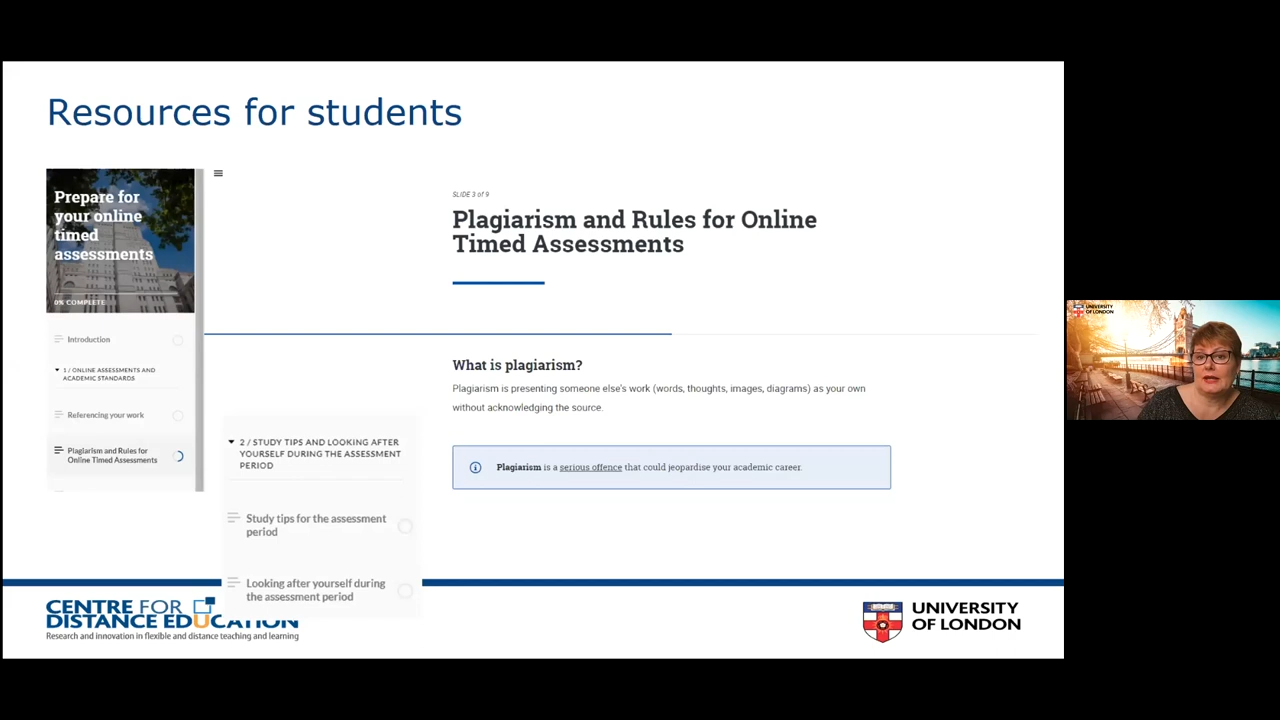 Resources for students
Prepare for
your online
timed
assessments
0% COMPLETE
Introduction
1 / ONLINE ASSESSMENTS AND
ACADEMIC STANDARDS
Referencing your work
Plagiarism and Rules for
Online Timed Assessments
2 / STUDY TIPS AND LOOKING AFTER
YOURSELF DURING THE ASSESSMENT
PERIOD
Study tips for the assessment
period
Looking after yourself during
the assessment period
SLIDE 3 of 9
Plagiarism and Rules for Online
Timed Assessments
What is plagiarism?
Plagiarism is presenting someone else's work (words, thoughts, images, diagrams) as your own
without acknowledging the source.
Plagiarism is a serious offence that could jeopardise your academic career.
CENTRE FOR
DISTANCE EDUCATION
Research and innovation in flexible and distance teaching and learning
UNIVERSITY
OF LONDON
UNIVERSITY
OF LONDON